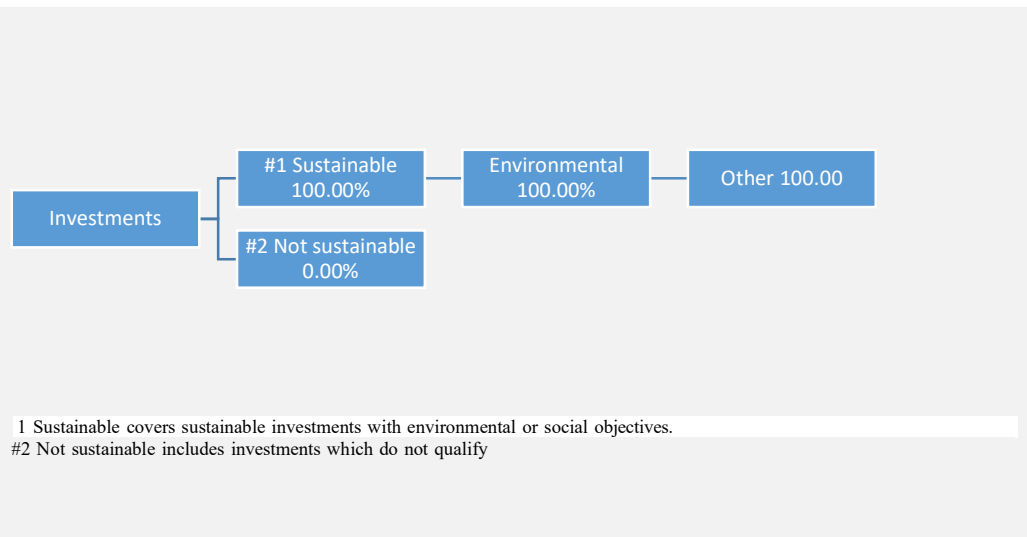 Investments
#1 Sustainable
100.00%
Environmental
100.00%
Other 100.00
#2 Not sustainable
0.00%
1 Sustainable covers sustainable investments with environmental or social objectives.
#2 Not sustainable includes investments which do not qualify